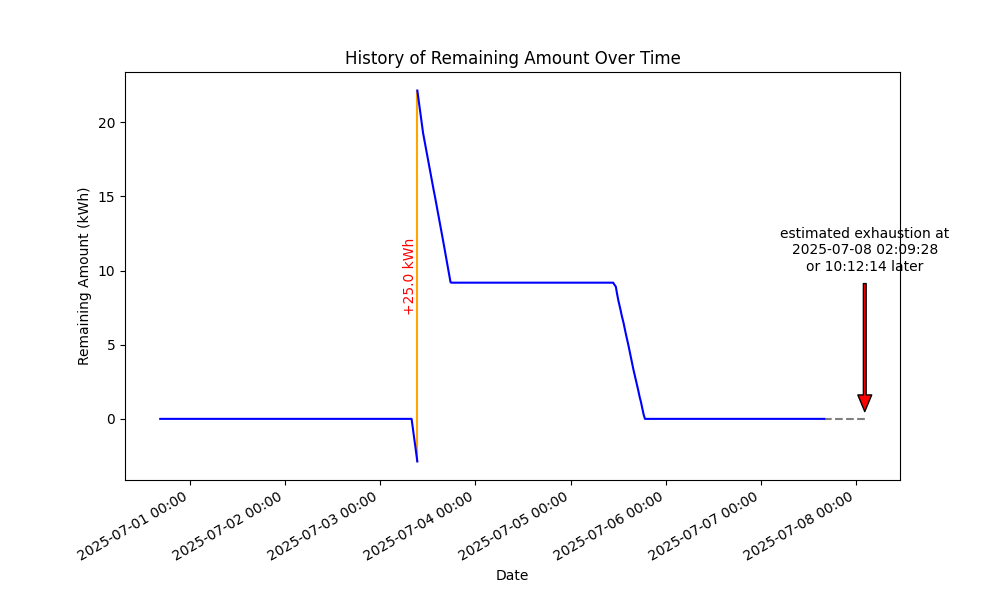 History of Remaining Amount Over Time
Remaining Amount (kWh)
20
15
10
5
0
+25.0 kWh
estimated exhaustion at
2025-07-08 02:09:28
or 10:12:14 later
2025-07-01 00:00
2025-07-02 00:00
2025-07-03 00:00
2025-07-04 00:00
2025-07-05 00:00
2025-07-06 00:00
2025-07-07 00:00
2025-07-08 00:00
Date